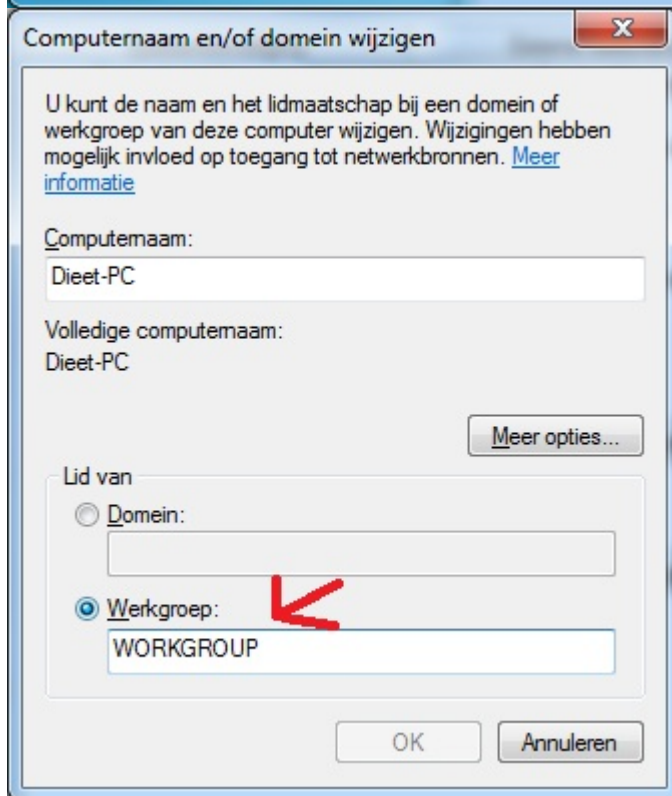 Computernaam en/of domein wijzigen
U kunt de naam en het lidmaatschap bij een domein of
werkgroep van deze computer wijzigen. Wijzigingen hebben
mogelijk invloed op toegang tot netwerkbronnen. Meer
informatie
Computernaam:
Dieet-PC
Volledige computernaam:
Dieet-PC
Meer opties...
Lid van
Domein:
Werkgroep:
WORKGROUP
OK
Annuleren